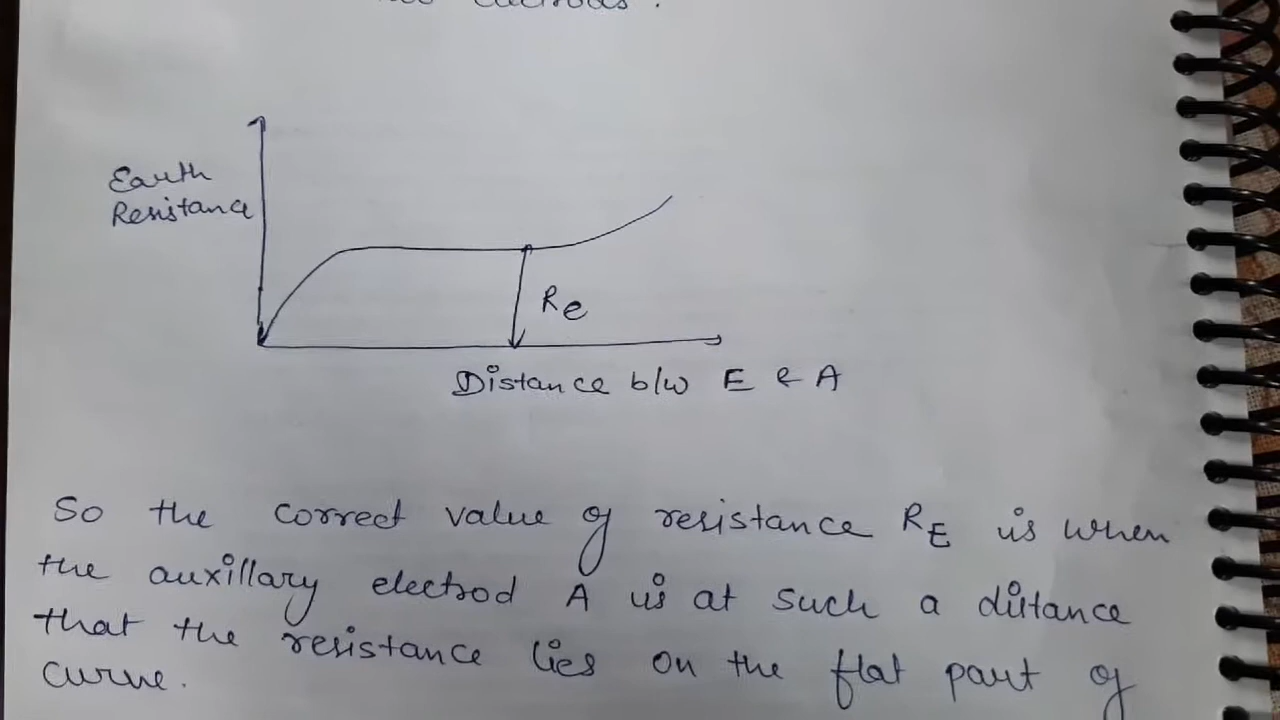 Earth
Resistance
Re
Distance b/w E & A
So the correct value of resistance RE is when
the auxillary electrod A is at such a distance
that the resistance lies on the flat part of
curve.